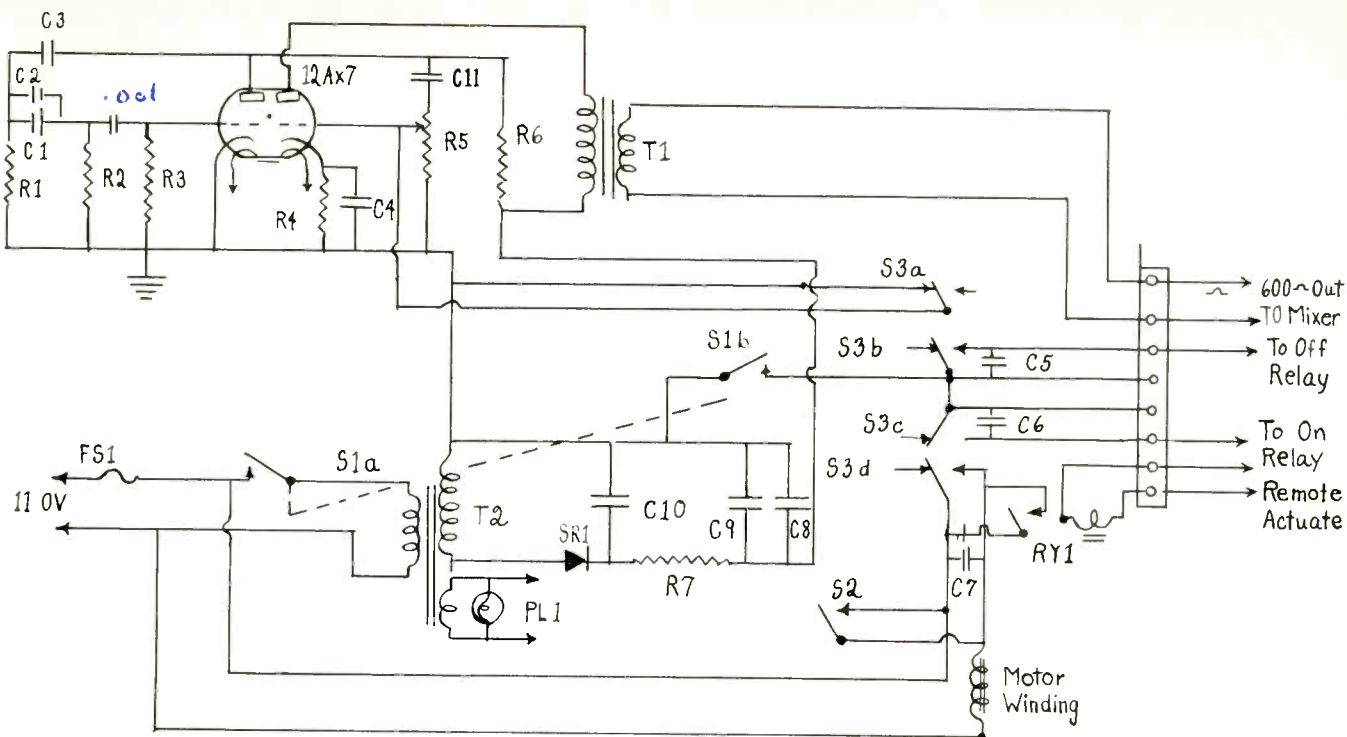 C3
C2
.001
12Ax7
C11
C1
R1
R2
R3
R4
C4
R5
R6
T1
S3a
600~Out
TO Mixer
S1b
S3b
C5
To Off
Relay
S3c
C6
To On
Relay
FS1
S1a
S3d
110V
T2
C10
C9
C8
Remote
Actuate
SR1
R7
RY1
C7
PL1
S2
Motor
Winding